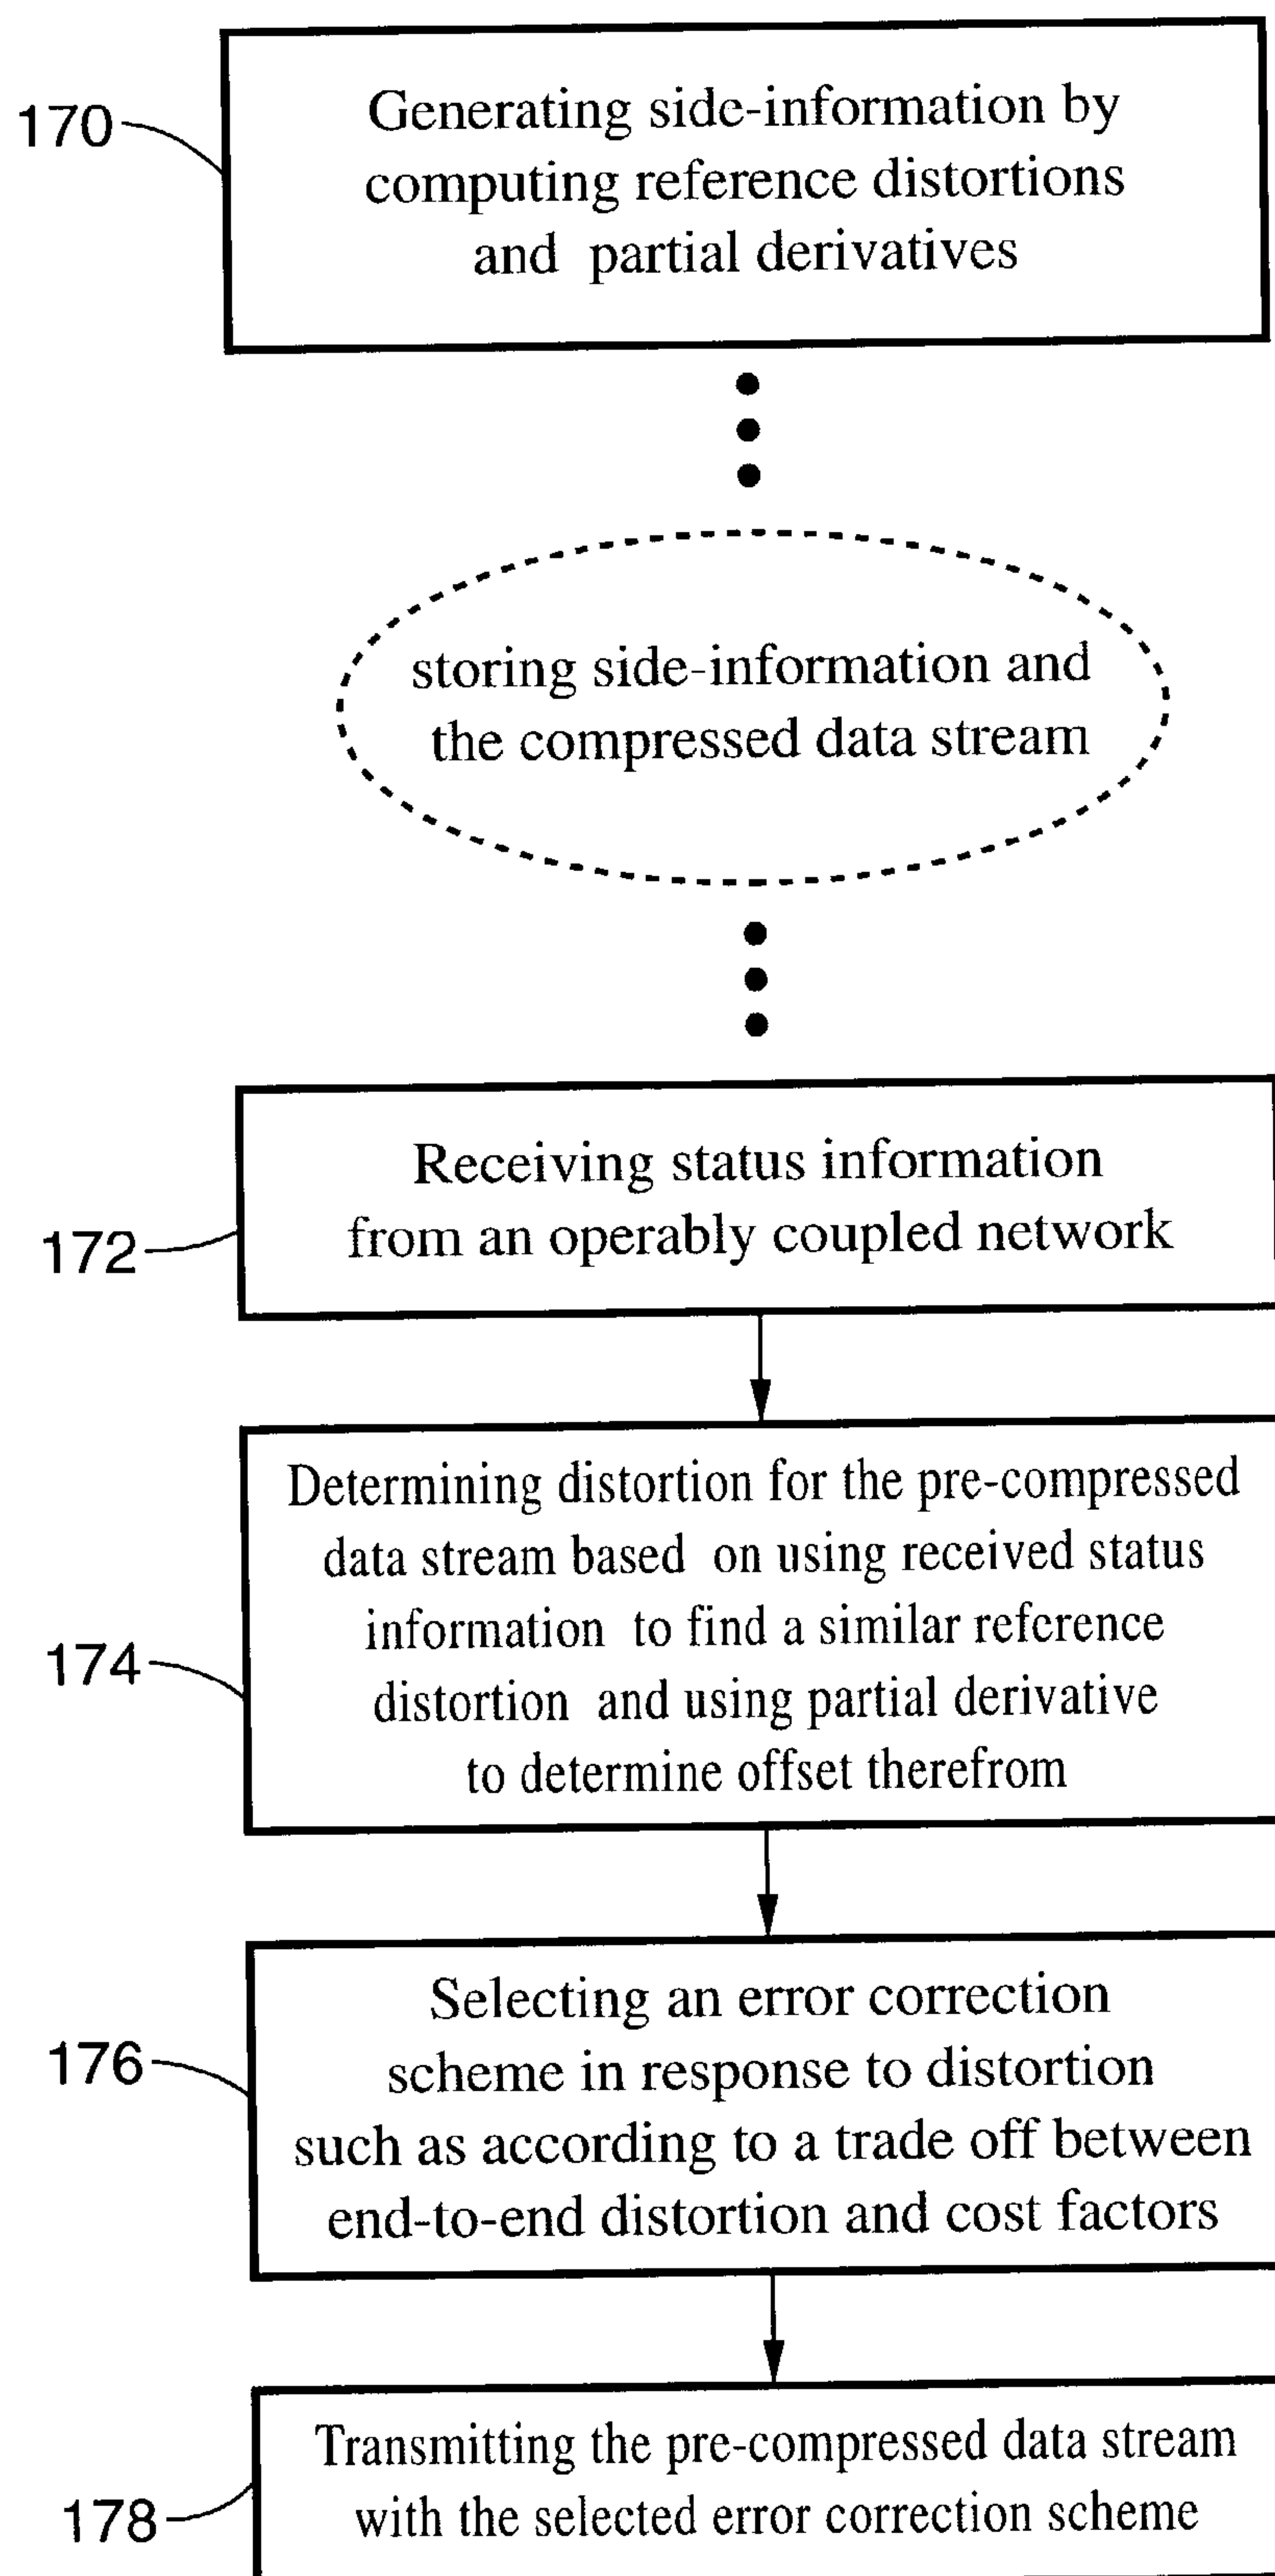 170
Generating side-information by
computing reference distortions
and partial derivatives
storing side-information and
the compressed data stream
172
Receiving status information
from an operably coupled network
174
Determining distortion for the pre-compressed
data stream based on using received status
information to find a similar reference
distortion and using partial derivative
to determine offset therefrom
176
Selecting an error correction
scheme in response to distortion
such as according to a trade off between
end-to-end distortion and cost factors
178
Transmitting the pre-compressed data stream
with the selected error correction scheme